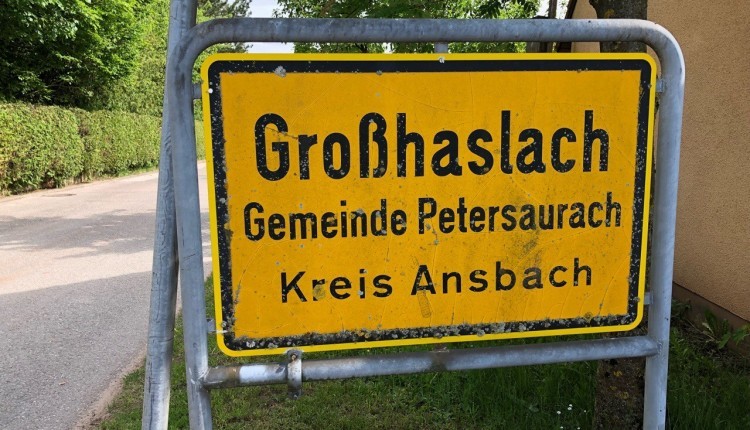 Großhaslach
Gemeinde Petersaurach
Kreis Ansbach